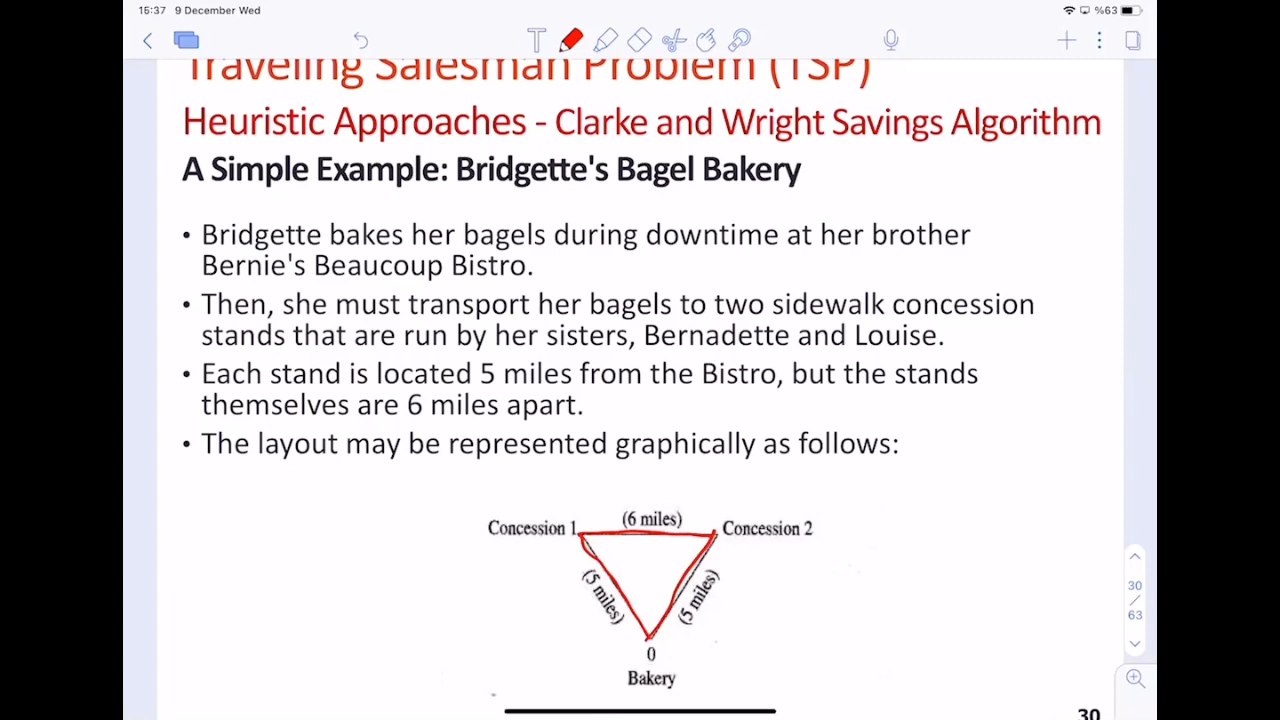 15:37 9 December Wed
%63
T
Traveling Salesman Problem (TSP)
Heuristic Approaches - Clarke and Wright Savings Algorithm
A Simple Example: Bridgette's Bagel Bakery
• Bridgette bakes her bagels during downtime at her brother
Bernie's Beaucoup Bistro.
• Then, she must transport her bagels to two sidewalk concession
stands that are run by her sisters, Bernadette and Louise.
• Each stand is located 5 miles from the Bistro, but the stands
themselves are 6 miles apart.
• The layout may be represented graphically as follows:
(6 miles)
Concession 1
Concession 2
(5 miles)
(5 miles)
0
Bakery
30
/
63
30